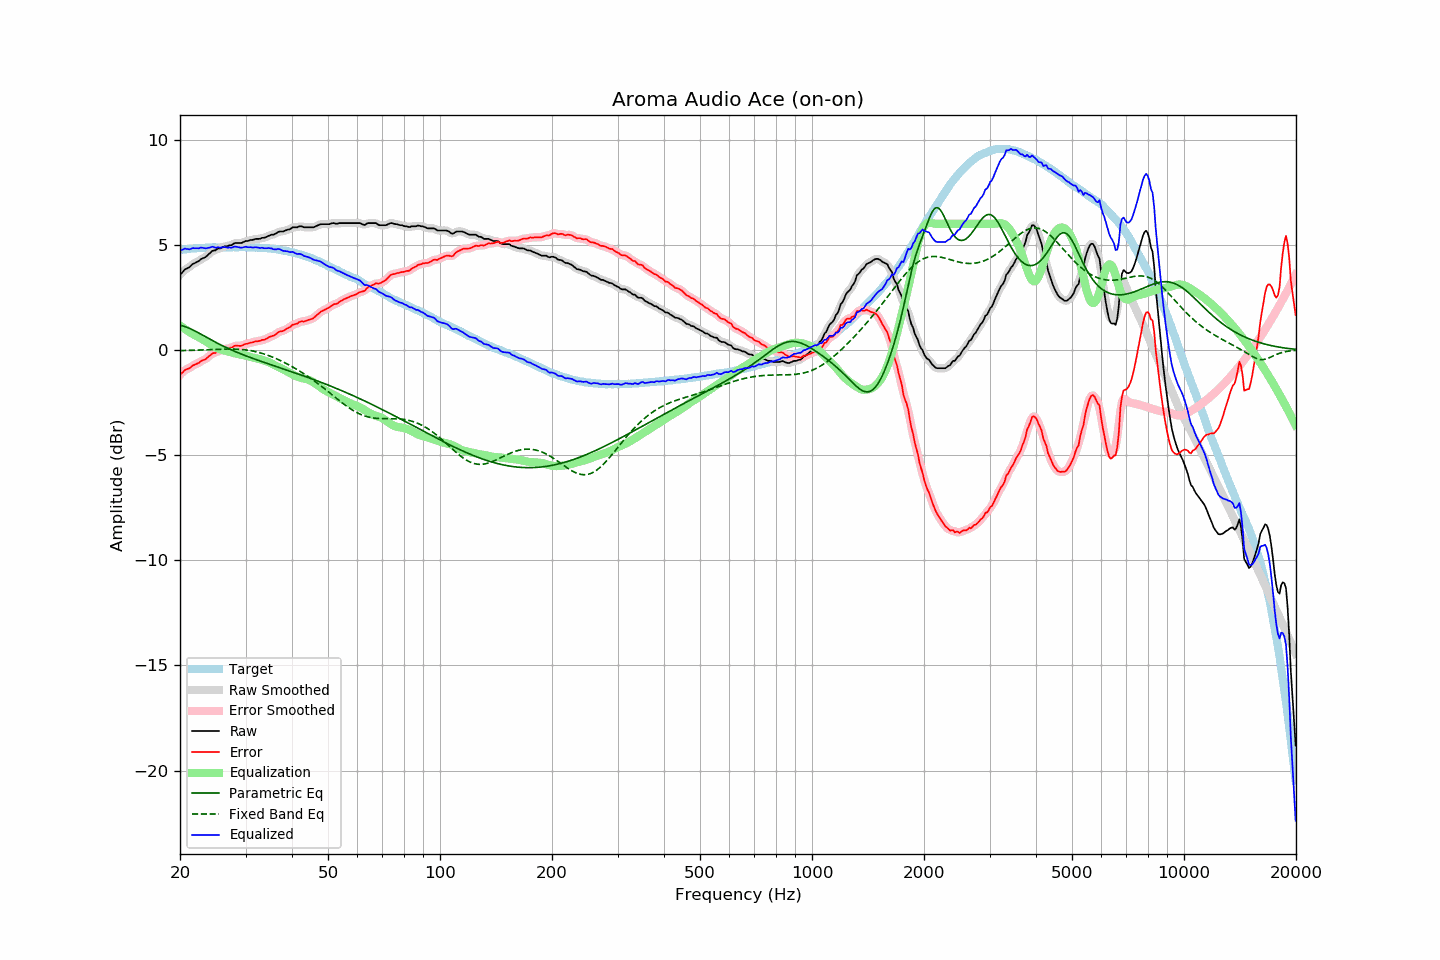 Aroma Audio Ace (on-on)
10
5
0
−5
−10
−15
−20
Amplitude (dBr)
Target
Raw Smoothed
Error Smoothed
Raw
Error
Equalization
Parametric Eq
Fixed Band Eq
Equalized
20 50 100 200 500 1000 2000 5000 10000 20000
Frequency (Hz)